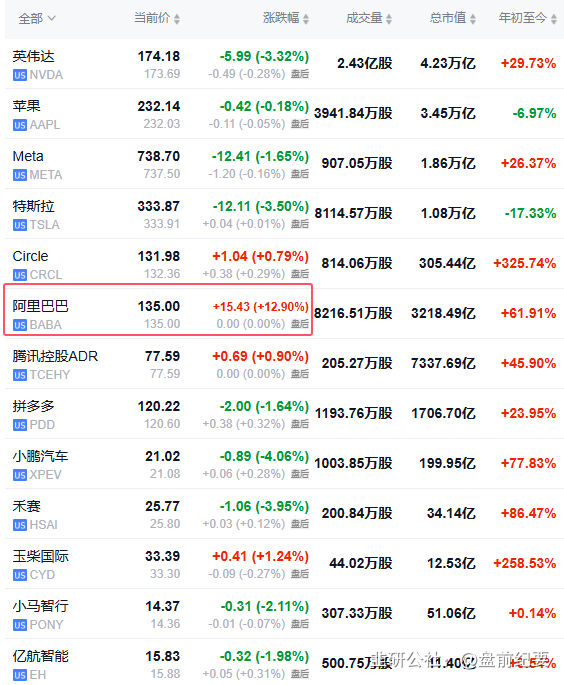 全部 当前价 涨跌幅 成交量 总市值 年初至今
英伟达 174.18 -5.99 (-3.32%) 2.43亿股 4.23万亿 +29.73%
US NVDA 173.69 -0.49 (-0.28%) 盘后
苹果 232.14 -0.42 (-0.18%) 3941.84万股 3.45万亿 -6.97%
US AAPL 232.03 -0.11 (-0.05%) 盘后
Meta 738.70 -12.41 (-1.65%) 907.05万股 1.86万亿 +26.37%
US META 737.50 -1.20 (-0.16%) 盘后
特斯拉 333.87 -12.11 (-3.50%) 8114.57万股 1.08万亿 -17.33%
US TSLA 333.91 +0.04 (+0.01%) 盘后
Circle 131.98 +1.04 (+0.79%) 814.06万股 305.44亿 +325.74%
US CRCL 132.36 +0.38 (+0.29%) 盘后
阿里巴巴 135.00 +15.43 (+12.90%) 8216.51万股 3218.49亿 +61.91%
US BABA 135.00 0.00 (0.00%) 盘后
腾讯控股ADR 77.59 +0.69 (+0.90%) 205.27万股 7337.69亿 +45.90%
US TCEHY 77.59 0.00 (0.00%) 盘后
拼多多 120.22 -2.00 (-1.64%) 1193.76万股 1706.70亿 +23.95%
US PDD 120.60 +0.38 (+0.32%) 盘后
小鹏汽车 21.02 -0.89 (-4.06%) 1003.85万股 199.95亿 +77.83%
US XPEV 21.08 +0.06 (+0.28%) 盘后
禾赛 25.77 -1.06 (-3.95%) 200.84万股 34.14亿 +86.47%
US HSAI 25.80 +0.03 (+0.12%) 盘后
玉柴国际 33.39 +0.41 (+1.24%) 44.02万股 12.53亿 +258.53%
US CYD 33.30 -0.09 (-0.27%) 盘后
小马智行 14.37 -0.31 (-2.11%) 307.33万股 51.06亿 +0.14%
US PONY 14.36 -0.01 (-0.07%) 盘后
亿航智能 15.83 -0.32 (-1.98%) 500.75万股
US EH 15.88 +0.05 (+0.31%) 盘后
@盘前纪要